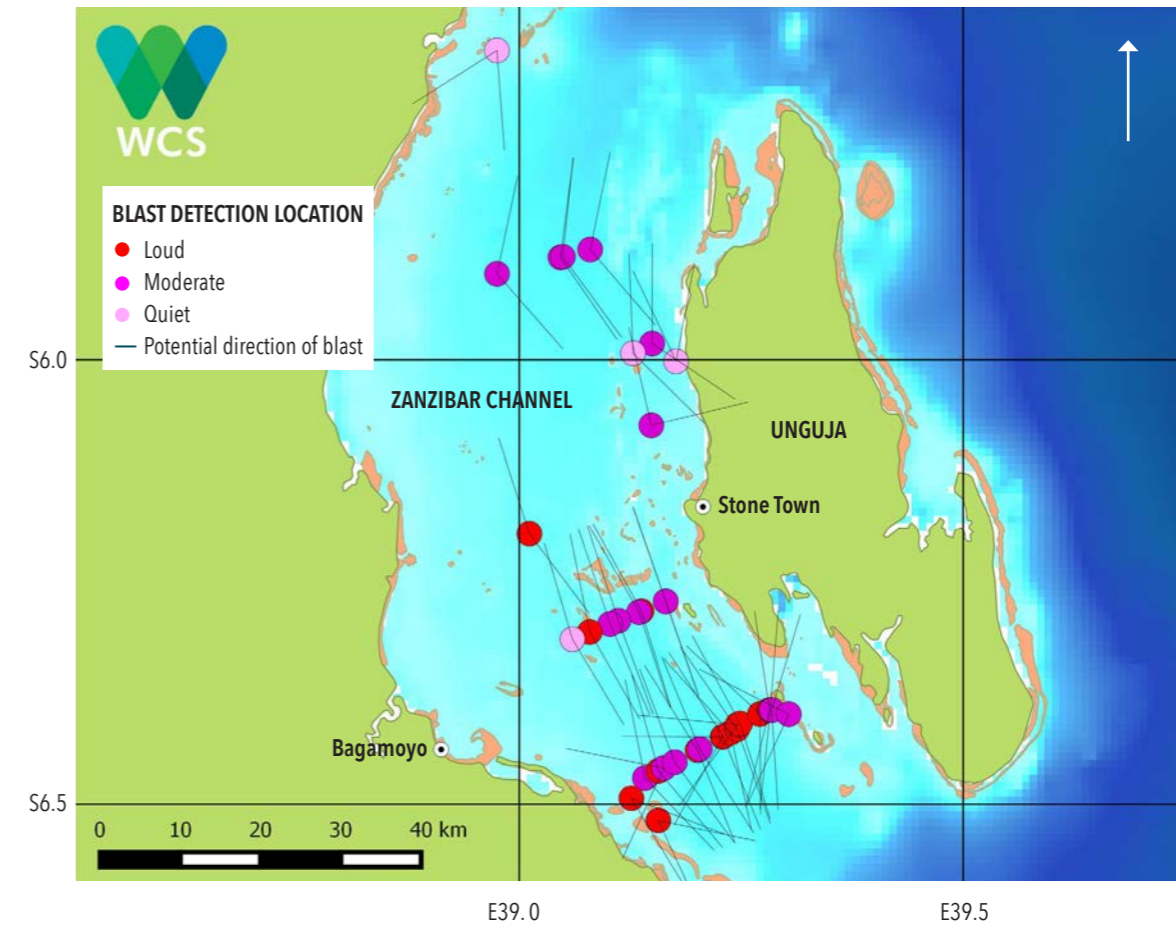 WCS
BLAST DETECTION LOCATION
Loud
Moderate
Quiet
Potential direction of blast
S6.0
ZANZIBAR CHANNEL
UNGUJA
Stone Town
Bagamoyo
S6.5
0 10 20 30 40 km
E39.0 E39.5